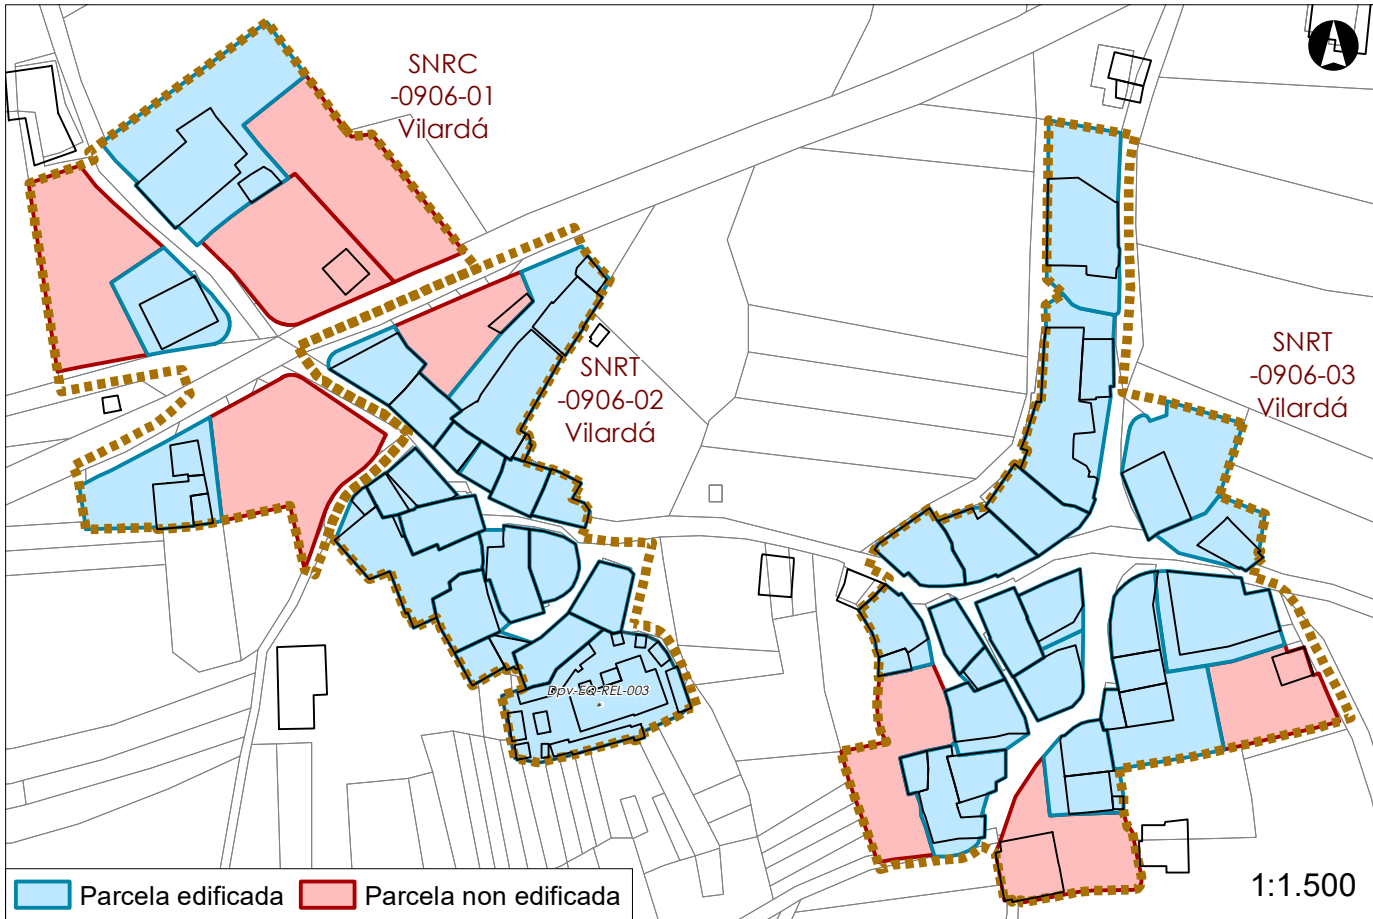 SNRC
-0906-01
Vilardá
SNRT
-0906-02
Vilardá
SNRT
-0906-03
Vilardá
Dpv-EQ-REL-003
Parcela edificada
Parcela non edificada
1:1.500